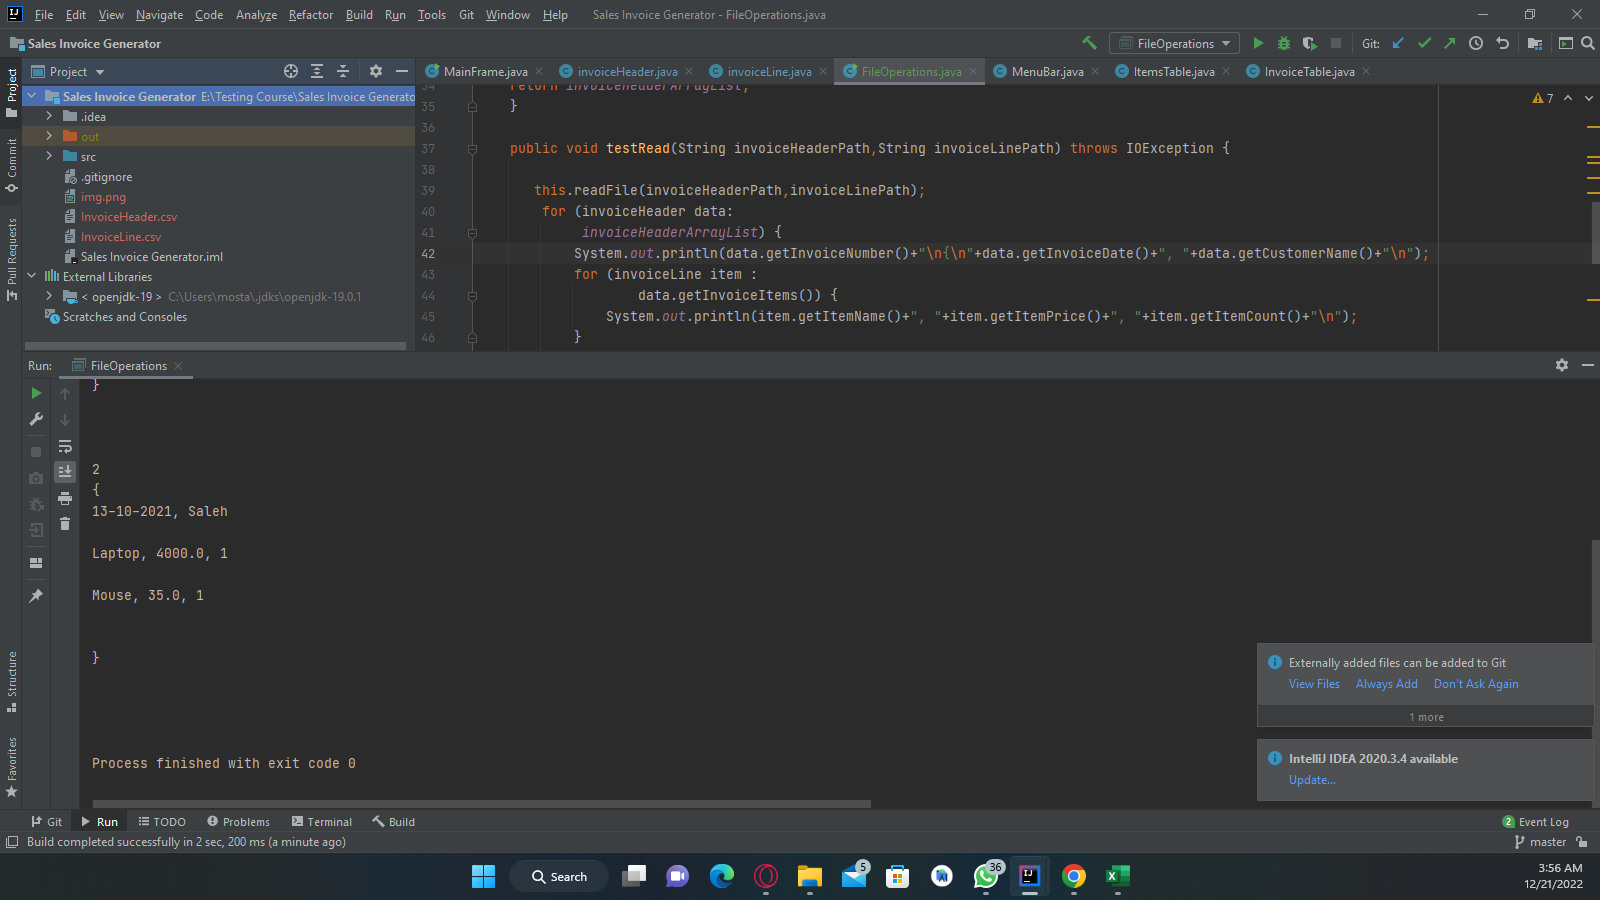 File Edit View Navigate Code Analyze Refactor Build Run Tools Git Window Help Sales Invoice Generator - FileOperations.java
Sales Invoice Generator FileOperations Git:
Project MainFrame.java invoiceHeader.java invoiceLine.java FileOperations.java MenuBar.java ItemsTable.java InvoiceTable.java
Sales Invoice Generator E:\Testing Course\Sales Invoice Generato
.idea
out
src
.gitignore
img.png
InvoiceHeader.csv
InvoiceLine.csv
Sales Invoice Generator.iml
External Libraries
< openjdk-19 > C:\Users\mosta\.jdks\openjdk-19.0.1
Scratches and Consoles
Project
Commit
Pull Requests
Structure
Favorites
34 return invoiceHeaderArrayList;
35 }
36
37 public void testRead(String invoiceHeaderPath,String invoiceLinePath) throws IOException {
38
39 this.readFile(invoiceHeaderPath,invoiceLinePath);
40 for (invoiceHeader data:
41 invoiceHeaderArrayList) {
42 System.out.println(data.getInvoiceNumber()+"\n{\n"+data.getInvoiceDate()+", "+data.getCustomerName()+"\n");
43 for (invoiceLine item :
44 data.getInvoiceItems()) {
45 System.out.println(item.getItemName()+", "+item.getItemPrice()+", "+item.getItemCount()+"\n");
46 }
7
Run: FileOperations
}
2
{
13-10-2021, Saleh
Laptop, 4000.0, 1
Mouse, 35.0, 1
}
Process finished with exit code 0
Externally added files can be added to Git
View Files Always Add Don't Ask Again
1 more
IntelliJ IDEA 2020.3.4 available
Update...
Git Run TODO Problems Terminal Build 2 Event Log
Build completed successfully in 2 sec, 200 ms (a minute ago) master
Search 5 36 IJ
3:56 AM
12/21/2022